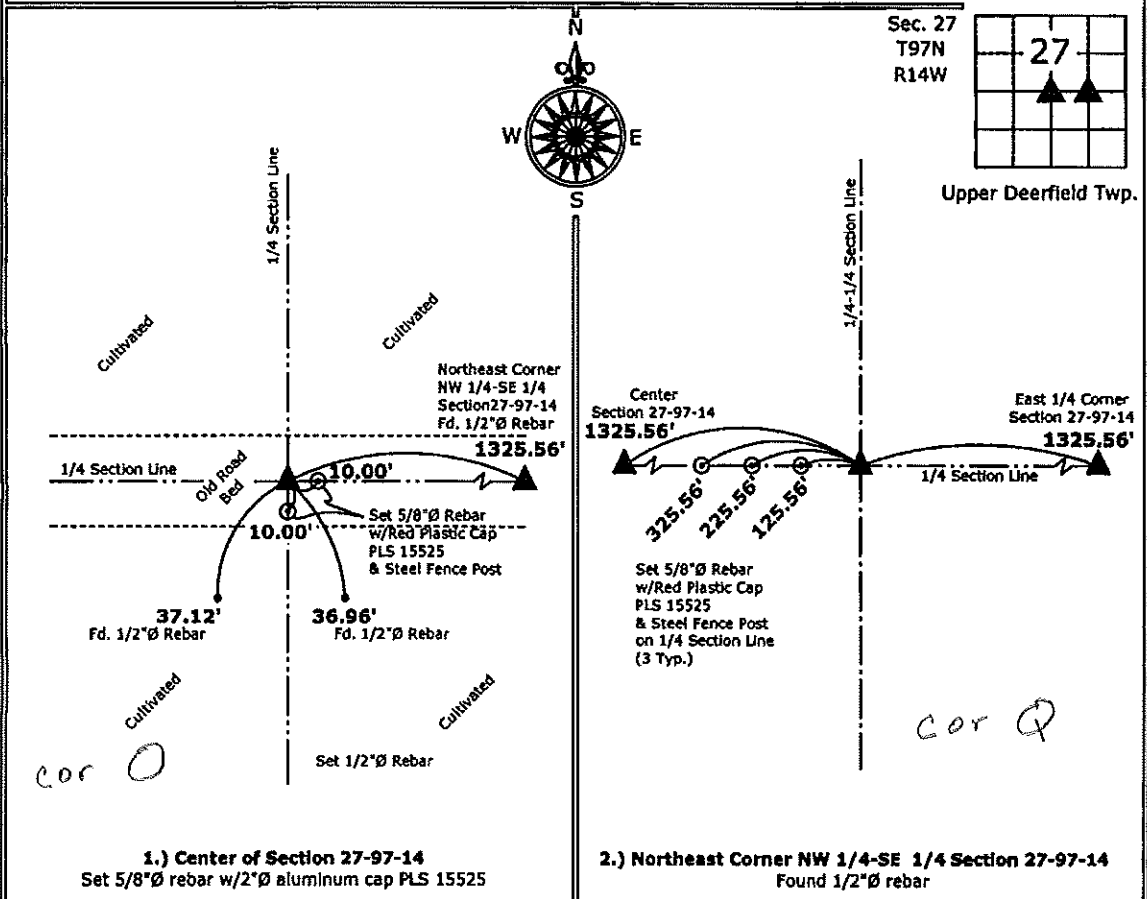 N
W
E
S
Sec. 27
T97N
R14W
27
Upper Deerfield Twp.
1/4 Section Line
Cultivated
Cultivated
Northeast Corner
NW 1/4-SE 1/4
Section27-97-14
Fd. 1/2"Ø Rebar
1325.56'
1/4 Section Line
Old Road
Bed
10.00'
10.00'
Set 5/8"Ø Rebar
w/Red Plastic Cap
PLS 15525
& Steel Fence Post
37.12'
Fd. 1/2"Ø Rebar
36.96'
Fd. 1/2"Ø Rebar
Cultivated
Cultivated
cor O
Set 1/2"Ø Rebar
1.) Center of Section 27-97-14
Set 5/8"Ø rebar w/2"Ø aluminum cap PLS 15525
1/4-1/4 Section Line
Center
Section 27-97-14
1325.56'
East 1/4 Corner
Section 27-97-14
1325.56'
1/4 Section Line
325.56'
225.56'
125.56'
Set 5/8"Ø Rebar
w/Red Plastic Cap
PLS 15525
& Steel Fence Post
on 1/4 Section Line
(3 Typ.)
cor Q
2.) Northeast Corner NW 1/4-SE 1/4 Section 27-97-14
Found 1/2"Ø rebar